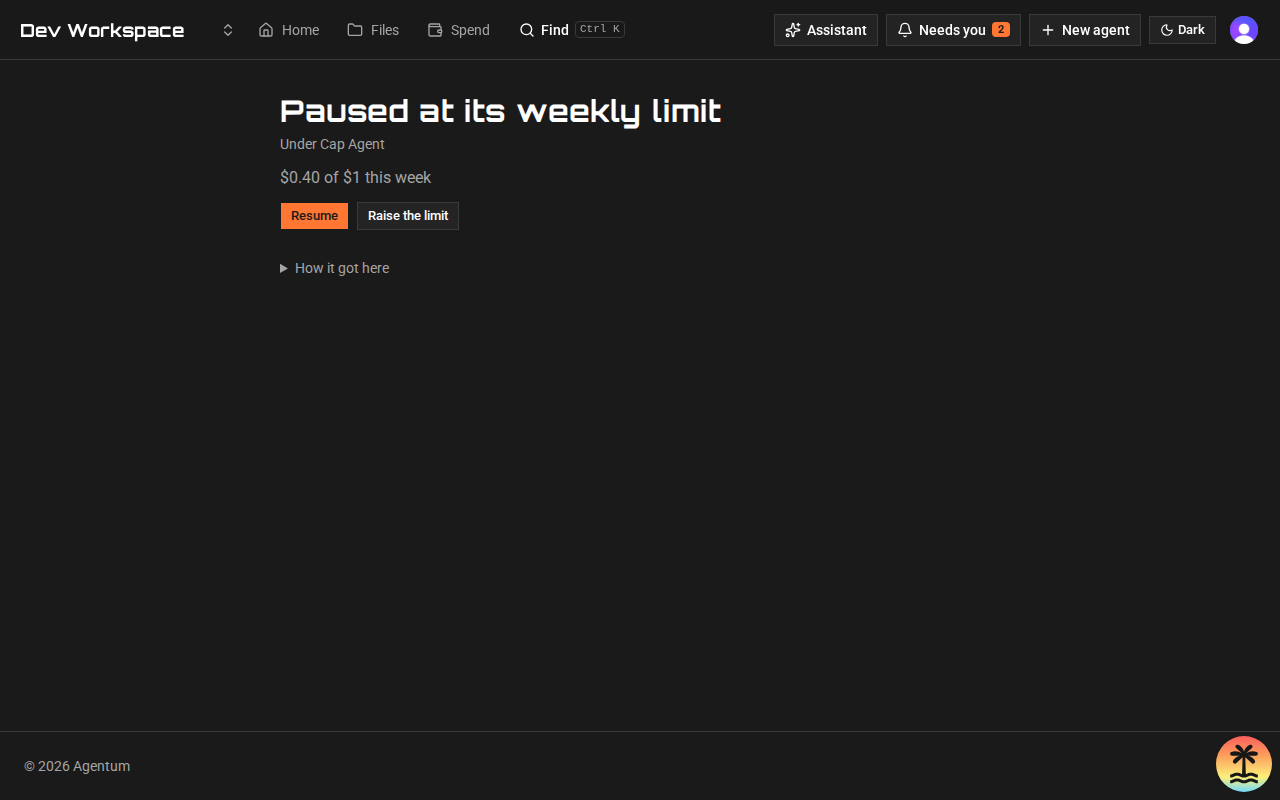 Dev Workspace
Home
Files
Spend
Find Ctrl K
Assistant
Needs you 2
New agent
Dark
Paused at its weekly limit
Under Cap Agent
$0.40 of $1 this week
Resume
Raise the limit
How it got here
© 2026 Agentum